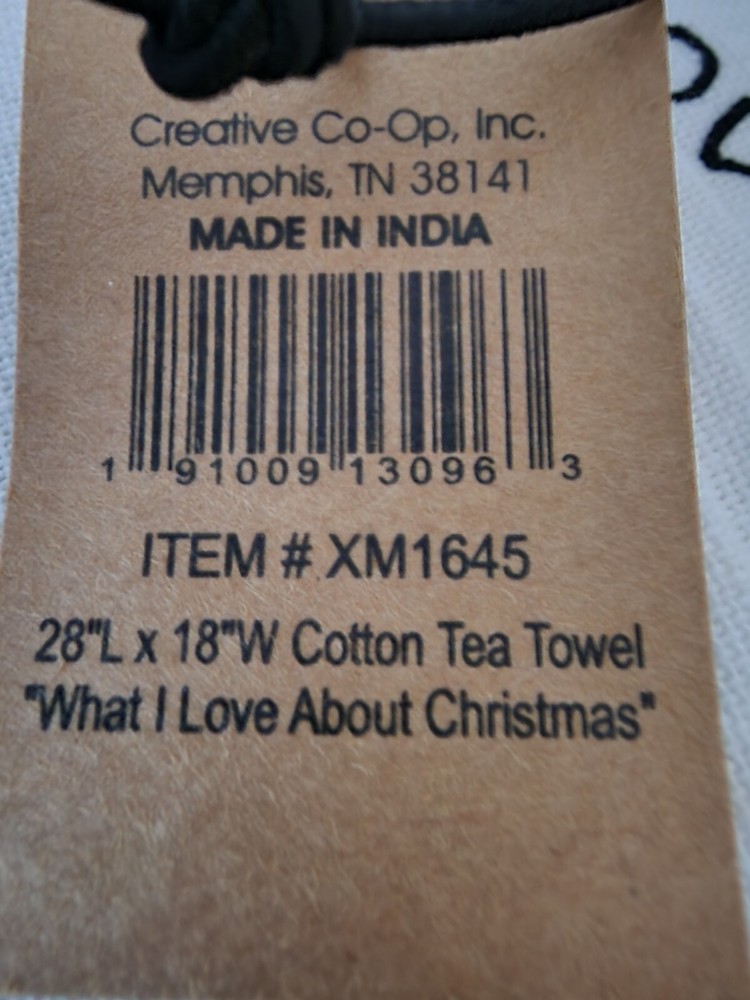 Creative Co-Op, Inc.
Memphis, TN 38141
MADE IN INDIA
1 91009 13096 3
ITEM # XM1645
28"L x 18"W Cotton Tea Towel
"What I Love About Christmas"